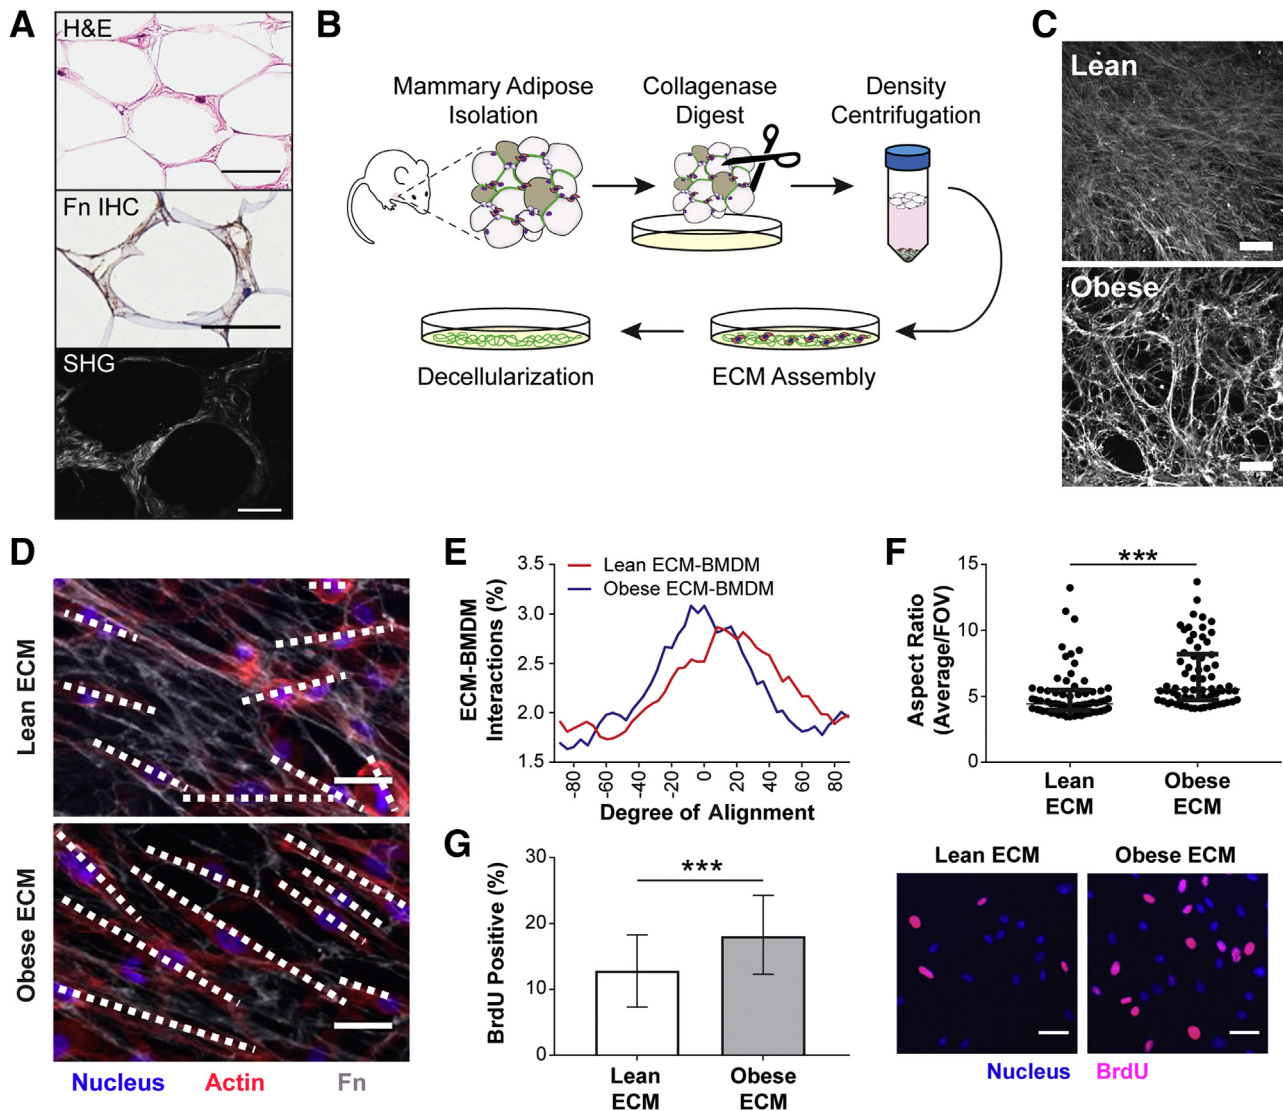 A
H&E
Fn IHC
SHG
B
Mammary Adipose
Isolation
Collagenase
Digest
Density
Centrifugation
Decellularization
ECM Assembly
C
Lean
Obese
D
Lean ECM
Obese ECM
Nucleus
Actin
Fn
E
ECM-BMDM
Interactions (%)
3.5
3.0
2.5
2.0
1.5
Lean ECM-BMDM
Obese ECM-BMDM
-80
-60
-40
-20
0
20
40
60
80
Degree of Alignment
F
Aspect Ratio
(Average/FOV)
15
10
5
0
***
Lean
ECM
Obese
ECM
G
BrdU Positive (%)
30
20
10
0
***
Lean
ECM
Obese
ECM
Lean ECM
Obese ECM
Nucleus
BrdU